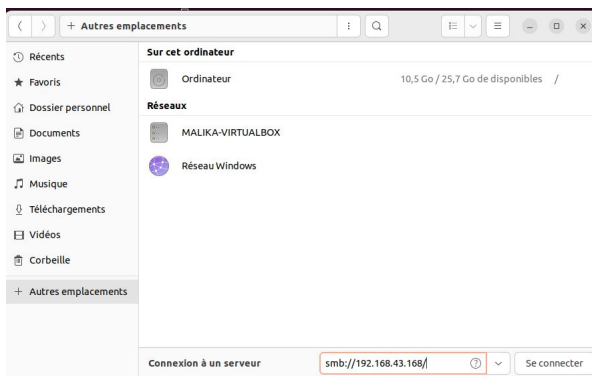 + Autres emplacements
Récents
Favoris
Dossier personnel
Documents
Images
Musique
Téléchargements
Vidéos
Corbeille
+ Autres emplacements
Sur cet ordinateur
Ordinateur 10,5 Go / 25,7 Go de disponibles /
Réseaux
MALIKA-VIRTUALBOX
Réseau Windows
Connexion à un serveur smb://192.168.43.168/ ? Se connecter